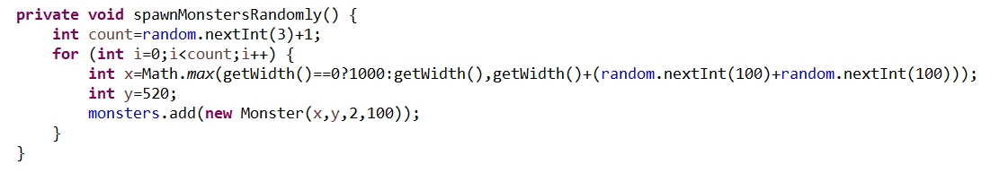 private void spawnMonstersRandomly() {
    int count=random.nextInt(3)+1;
    for (int i=0;i<count;i++) {
        int x=Math.max(getWidth()==0?1000:getWidth(),getWidth()+(random.nextInt(100)+random.nextInt(100)));
        int y=520;
        monsters.add(new Monster(x,y,2,100));
    }
}